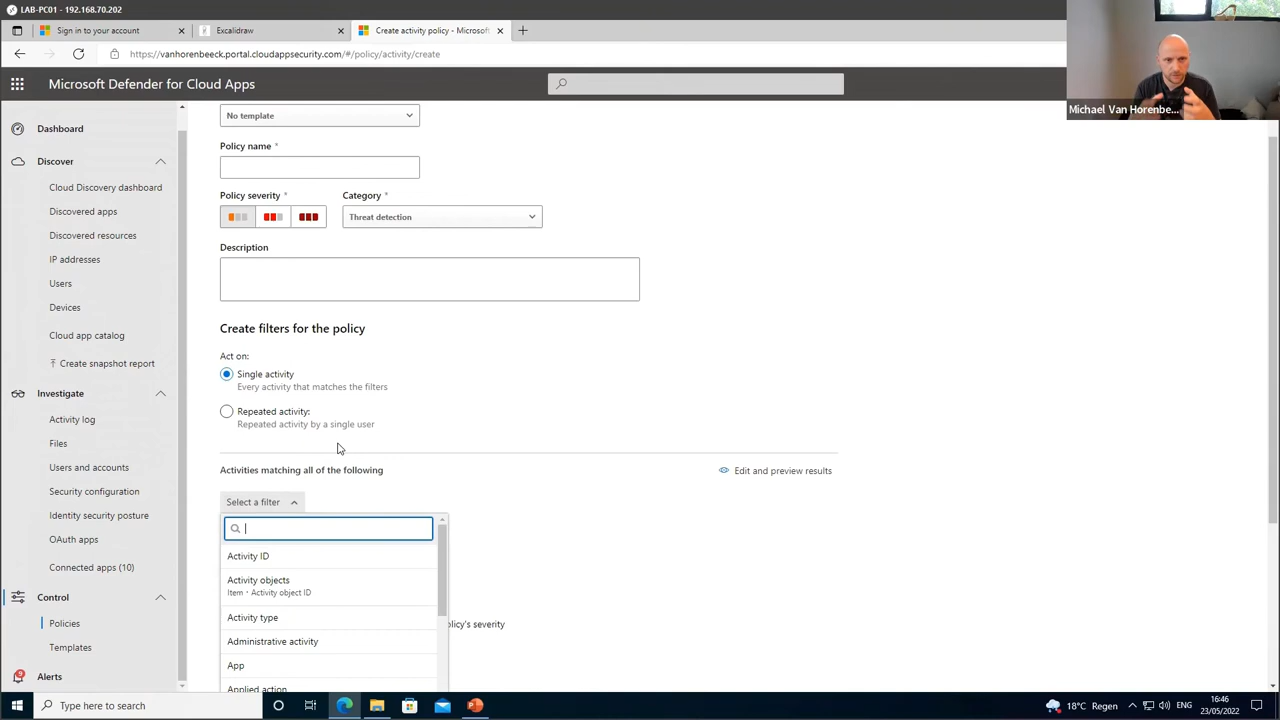 LAB-PC01 - 192.168.70.202
Sign in to your account
Excalidraw
Create activity policy - Microsoft
https://vanhorenbeeck.portal.cloudappsecurity.com/#/policy/activity/create
Microsoft Defender for Cloud Apps
Michael Van Horenbe...
Dashboard
Discover
Cloud Discovery dashboard
Discovered apps
Discovered resources
IP addresses
Users
Devices
Cloud app catalog
Create snapshot report
Investigate
Activity log
Files
Users and accounts
Security configuration
Identity security posture
OAuth apps
Connected apps (10)
Control
Policies
Templates
9
Alerts
No template
Policy name *
Policy severity *
Category *
Threat detection
Description
Create filters for the policy
Act on:
Single activity
Every activity that matches the filters
Repeated activity:
Repeated activity by a single user
Activities matching all of the following
Edit and preview results
Select a filter
Activity ID
Activity objects
Item • Activity object ID
Activity type
Administrative activity
App
Applied action
olicy's severity
Type here to search
18°C Regen
ENG
16:46
23/05/2022